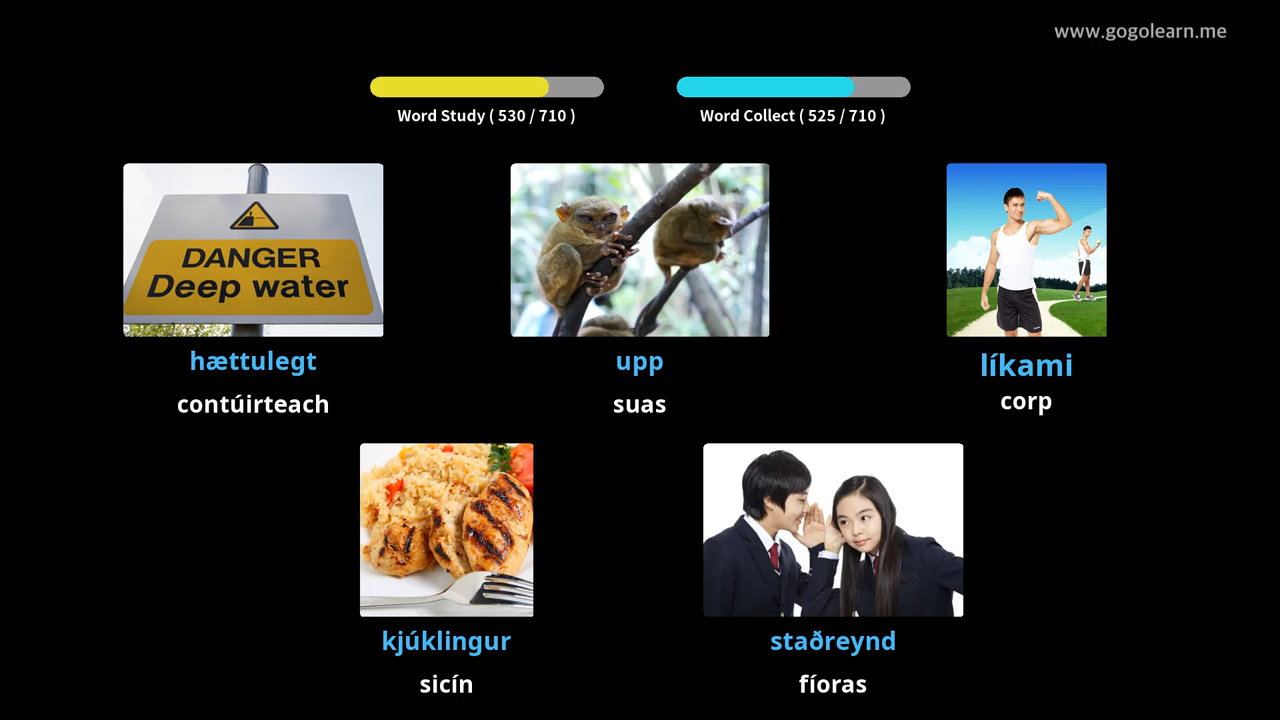 www.gogolearn.me
Word Study ( 530 / 710 )
Word Collect ( 525 / 710 )
DANGER
Deep water
hættulegt
contúirteach
upp
suas
líkami
corp
kjúklingur
sicín
staðreynd
fíoras